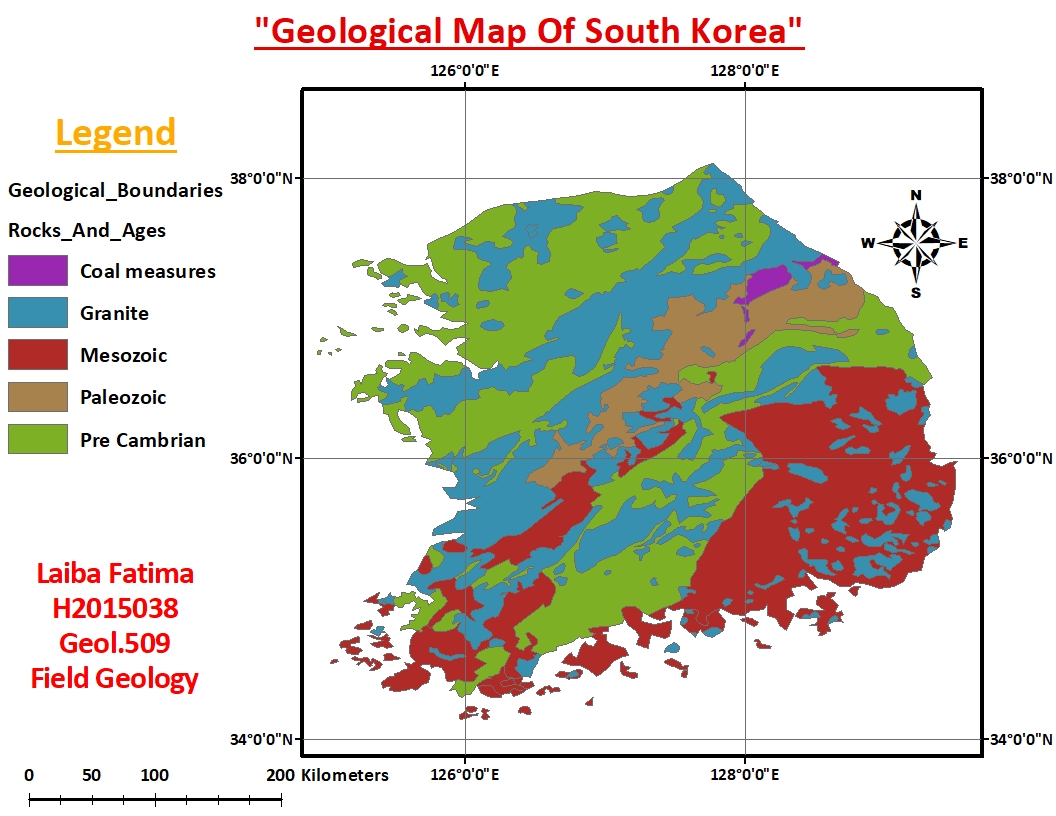 "Geological Map Of South Korea"
126°0'0"E 128°0'0"E
Legend
Geological_Boundaries
Rocks_And_Ages
Coal measures
Granite
Mesozoic
Paleozoic
Pre Cambrian
38°0'0"N 38°0'0"N
N
W E
S
36°0'0"N 36°0'0"N
Laiba Fatima
H2015038
Geol.509
Field Geology
34°0'0"N 34°0'0"N
0 50 100 200 Kilometers
126°0'0"E 128°0'0"E